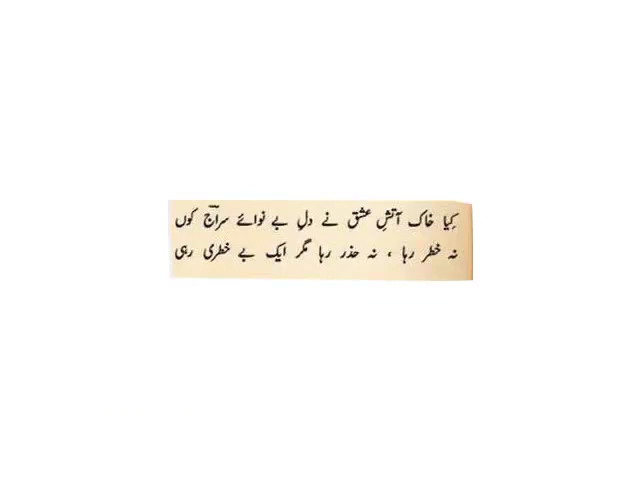 کِیا خاک آتشِ عشق نے دلِ بے نوائے سراؔج کوں
نہ خطر رہا ، نہ حذر رہا مگر ایک بے خطری رہی